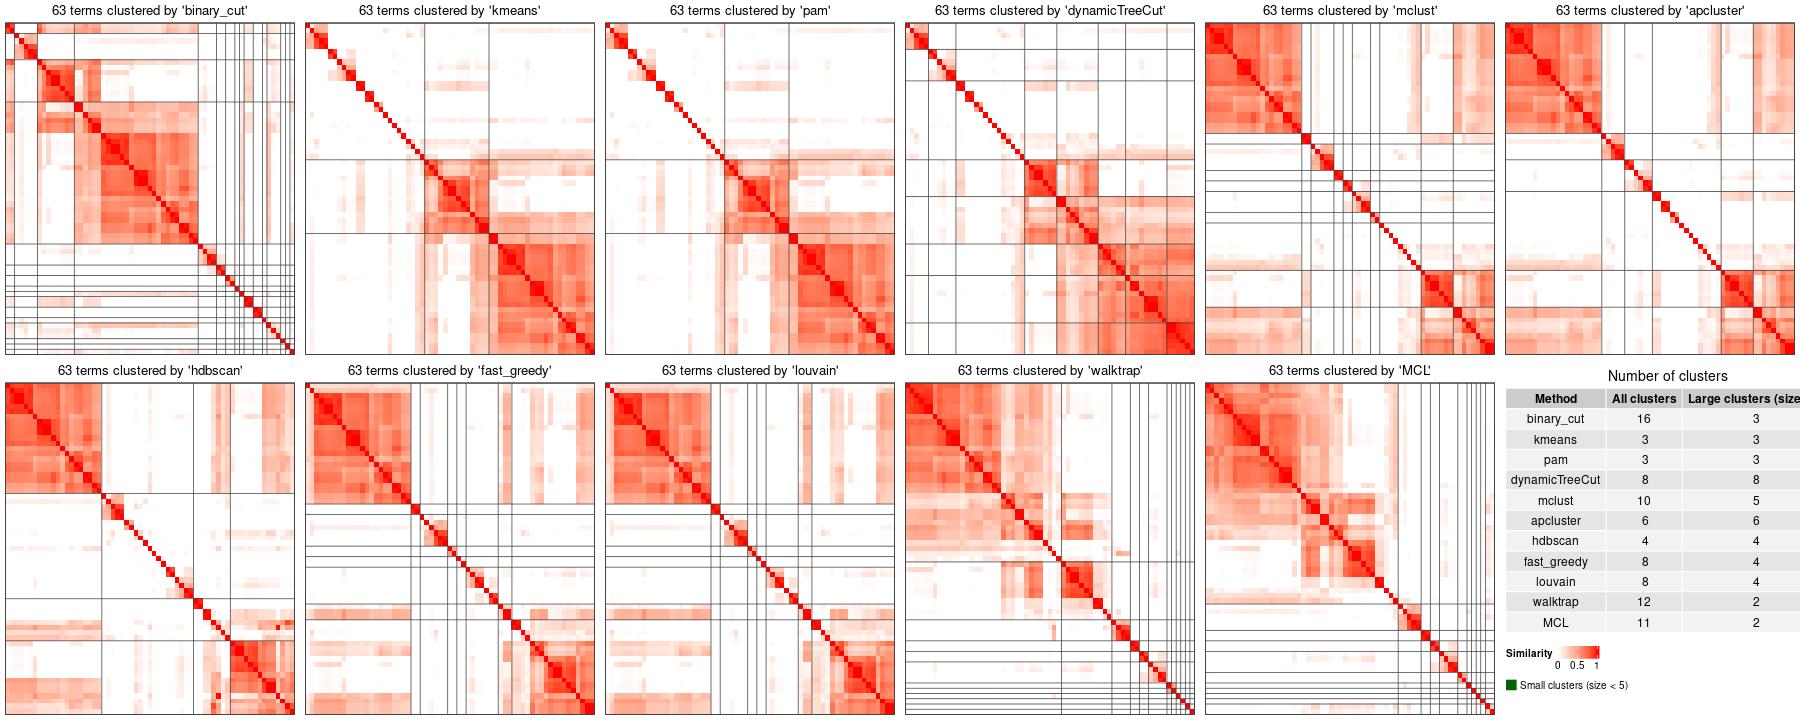 63 terms clustered by 'binary_cut'
63 terms clustered by 'kmeans'
63 terms clustered by 'pam'
63 terms clustered by 'dynamicTreeCut'
63 terms clustered by 'mclust'
63 terms clustered by 'apcluster'
63 terms clustered by 'hdbscan'
63 terms clustered by 'fast_greedy'
63 terms clustered by 'louvain'
63 terms clustered by 'walktrap'
63 terms clustered by 'MCL'
Number of clusters
Method All clusters Large clusters (size
binary_cut 16 3
kmeans 3 3
pam 3 3
dynamicTreeCut 8 8
mclust 10 5
apcluster 6 6
hdbscan 4 4
fast_greedy 8 4
louvain 8 4
walktrap 12 2
MCL 11 2
Similarity
0 0.5 1
Small clusters (size < 5)